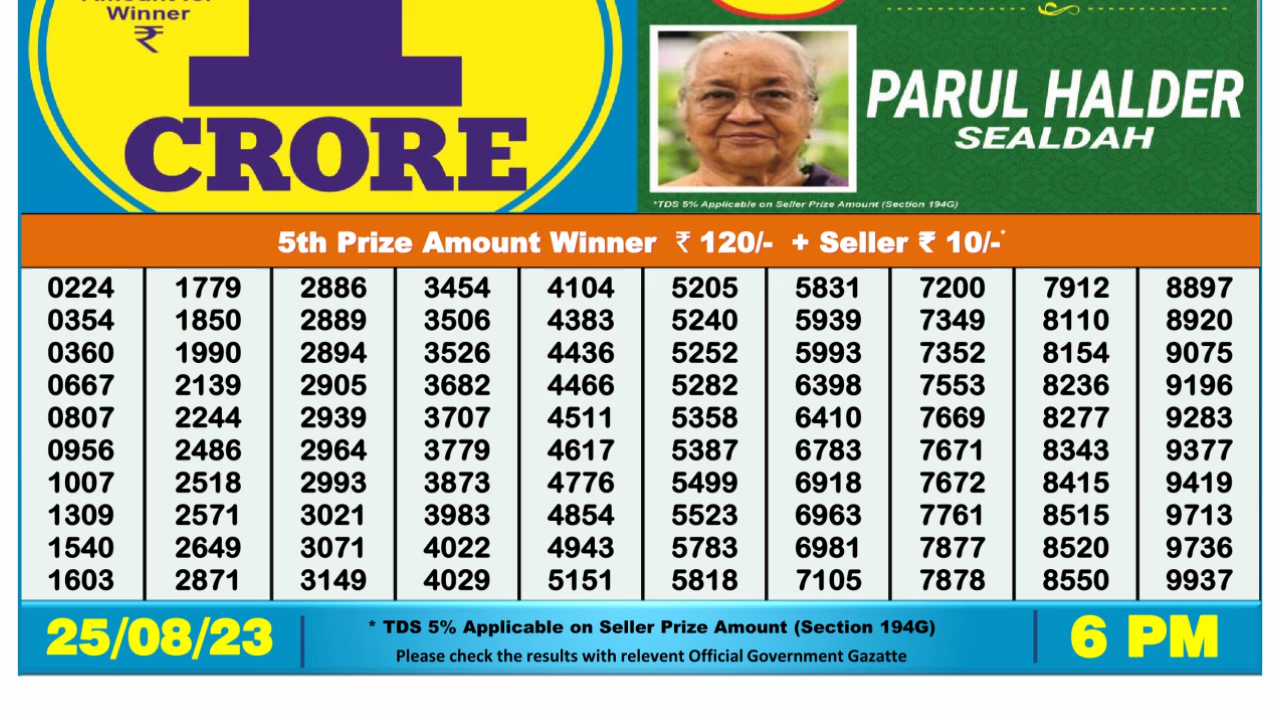 Winner
₹
1
CRORE
PARUL HALDER
SEALDAH
*TDS 5% Applicable on Seller Prize Amount (Section 194G)
5th Prize Amount Winner ₹ 120/- + Seller ₹ 10/-*
0224 1779 2886 3454 4104 5205 5831 7200 7912 8897
0354 1850 2889 3506 4383 5240 5939 7349 8110 8920
0360 1990 2894 3526 4436 5252 5993 7352 8154 9075
0667 2139 2905 3682 4466 5282 6398 7553 8236 9196
0807 2244 2939 3707 4511 5358 6410 7669 8277 9283
0956 2486 2964 3779 4617 5387 6783 7671 8343 9377
1007 2518 2993 3873 4776 5499 6918 7672 8415 9419
1309 2571 3021 3983 4854 5523 6963 7761 8515 9713
1540 2649 3071 4022 4943 5783 6981 7877 8520 9736
1603 2871 3149 4029 5151 5818 7105 7878 8550 9937
25/08/23
* TDS 5% Applicable on Seller Prize Amount (Section 194G)
Please check the results with relevent Official Government Gazatte
6 PM